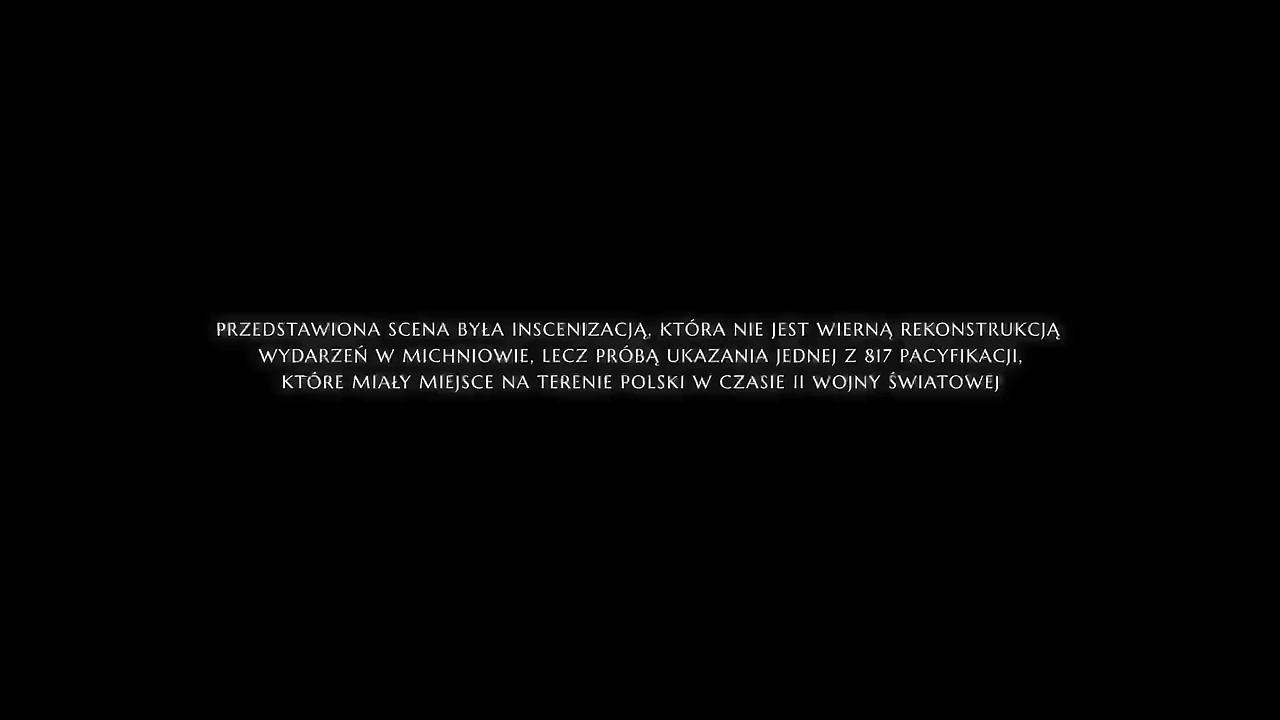 PRZEDSTAWIONA SCENA BYŁA INSCENIZACJĄ, KTÓRA NIE JEST WIERNĄ REKONSTRUKCJĄ
WYDARZEŃ W MICHNIOWIE, LECZ PRÓBĄ UKAZANIA JEDNEJ Z 817 PACYFIKACJI,
KTÓRE MIAŁY MIEJSCE NA TERENIE POLSKI W CZASIE II WOJNY ŚWIATOWEJ